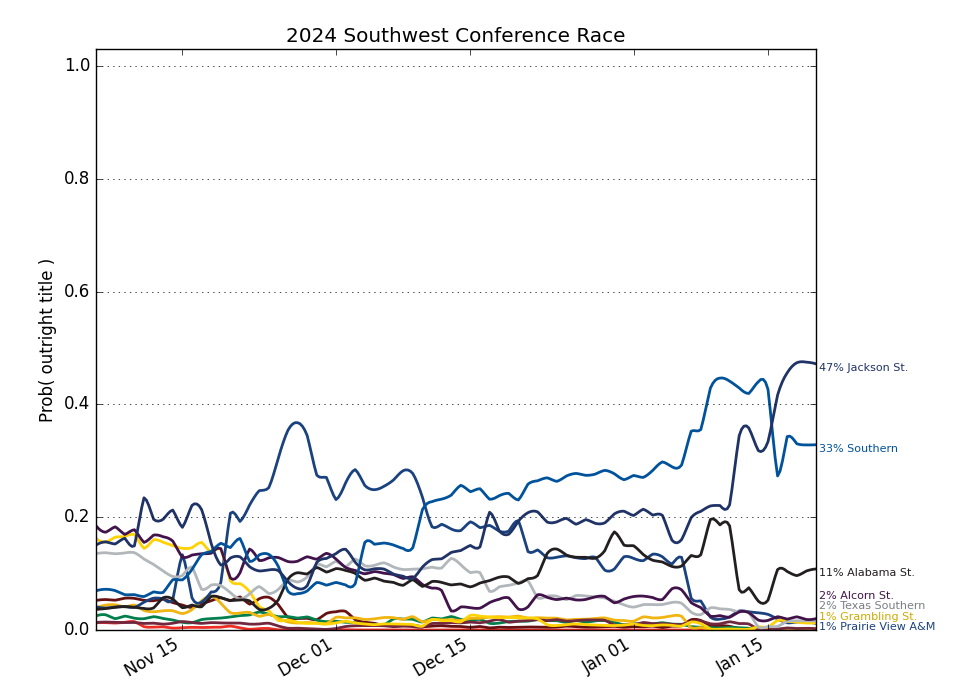 2024 Southwest Conference Race
1.0
0.8
0.6
0.4
0.2
0.0
Prob( outright title )
47% Jackson St.
33% Southern
11% Alabama St.
2% Alcorn St.
2% Texas Southern
1% Grambling St.
1% Prairie View A&M
Nov 15
Dec 01
Dec 15
Jan 01
Jan 15